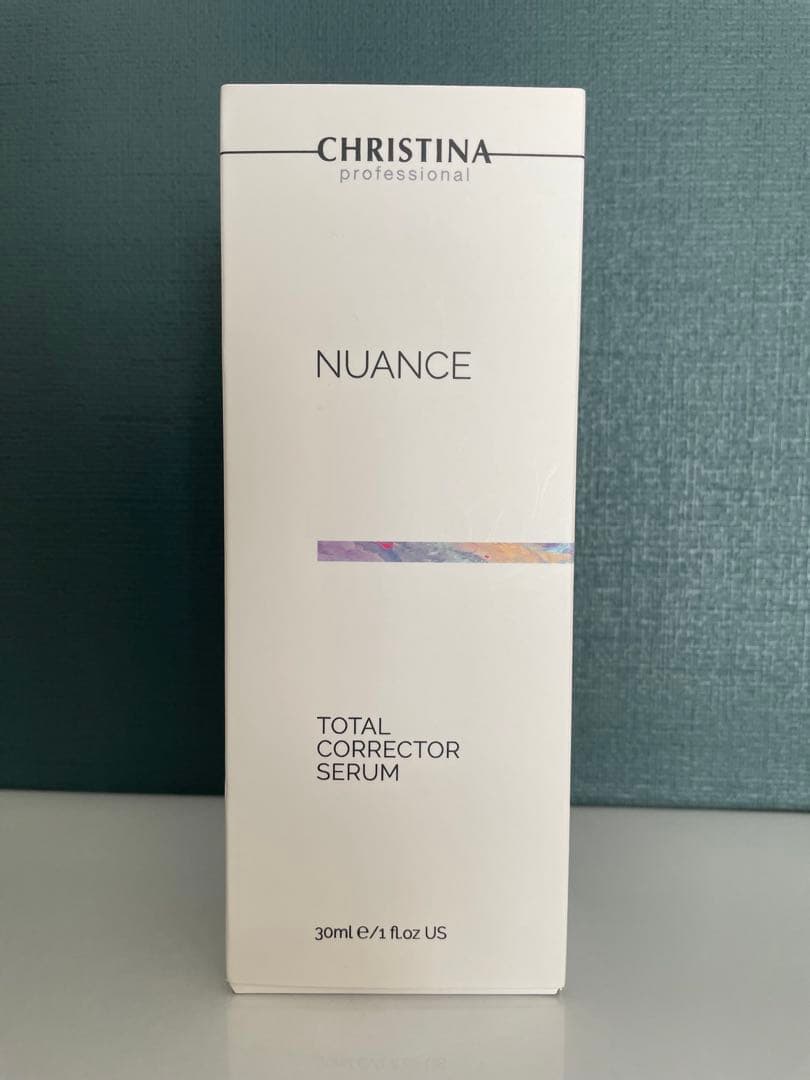 CHRISTINA
professional
NUANCE
TOTAL
CORRECTOR
SERUM
30ml e/1 fl.oz US